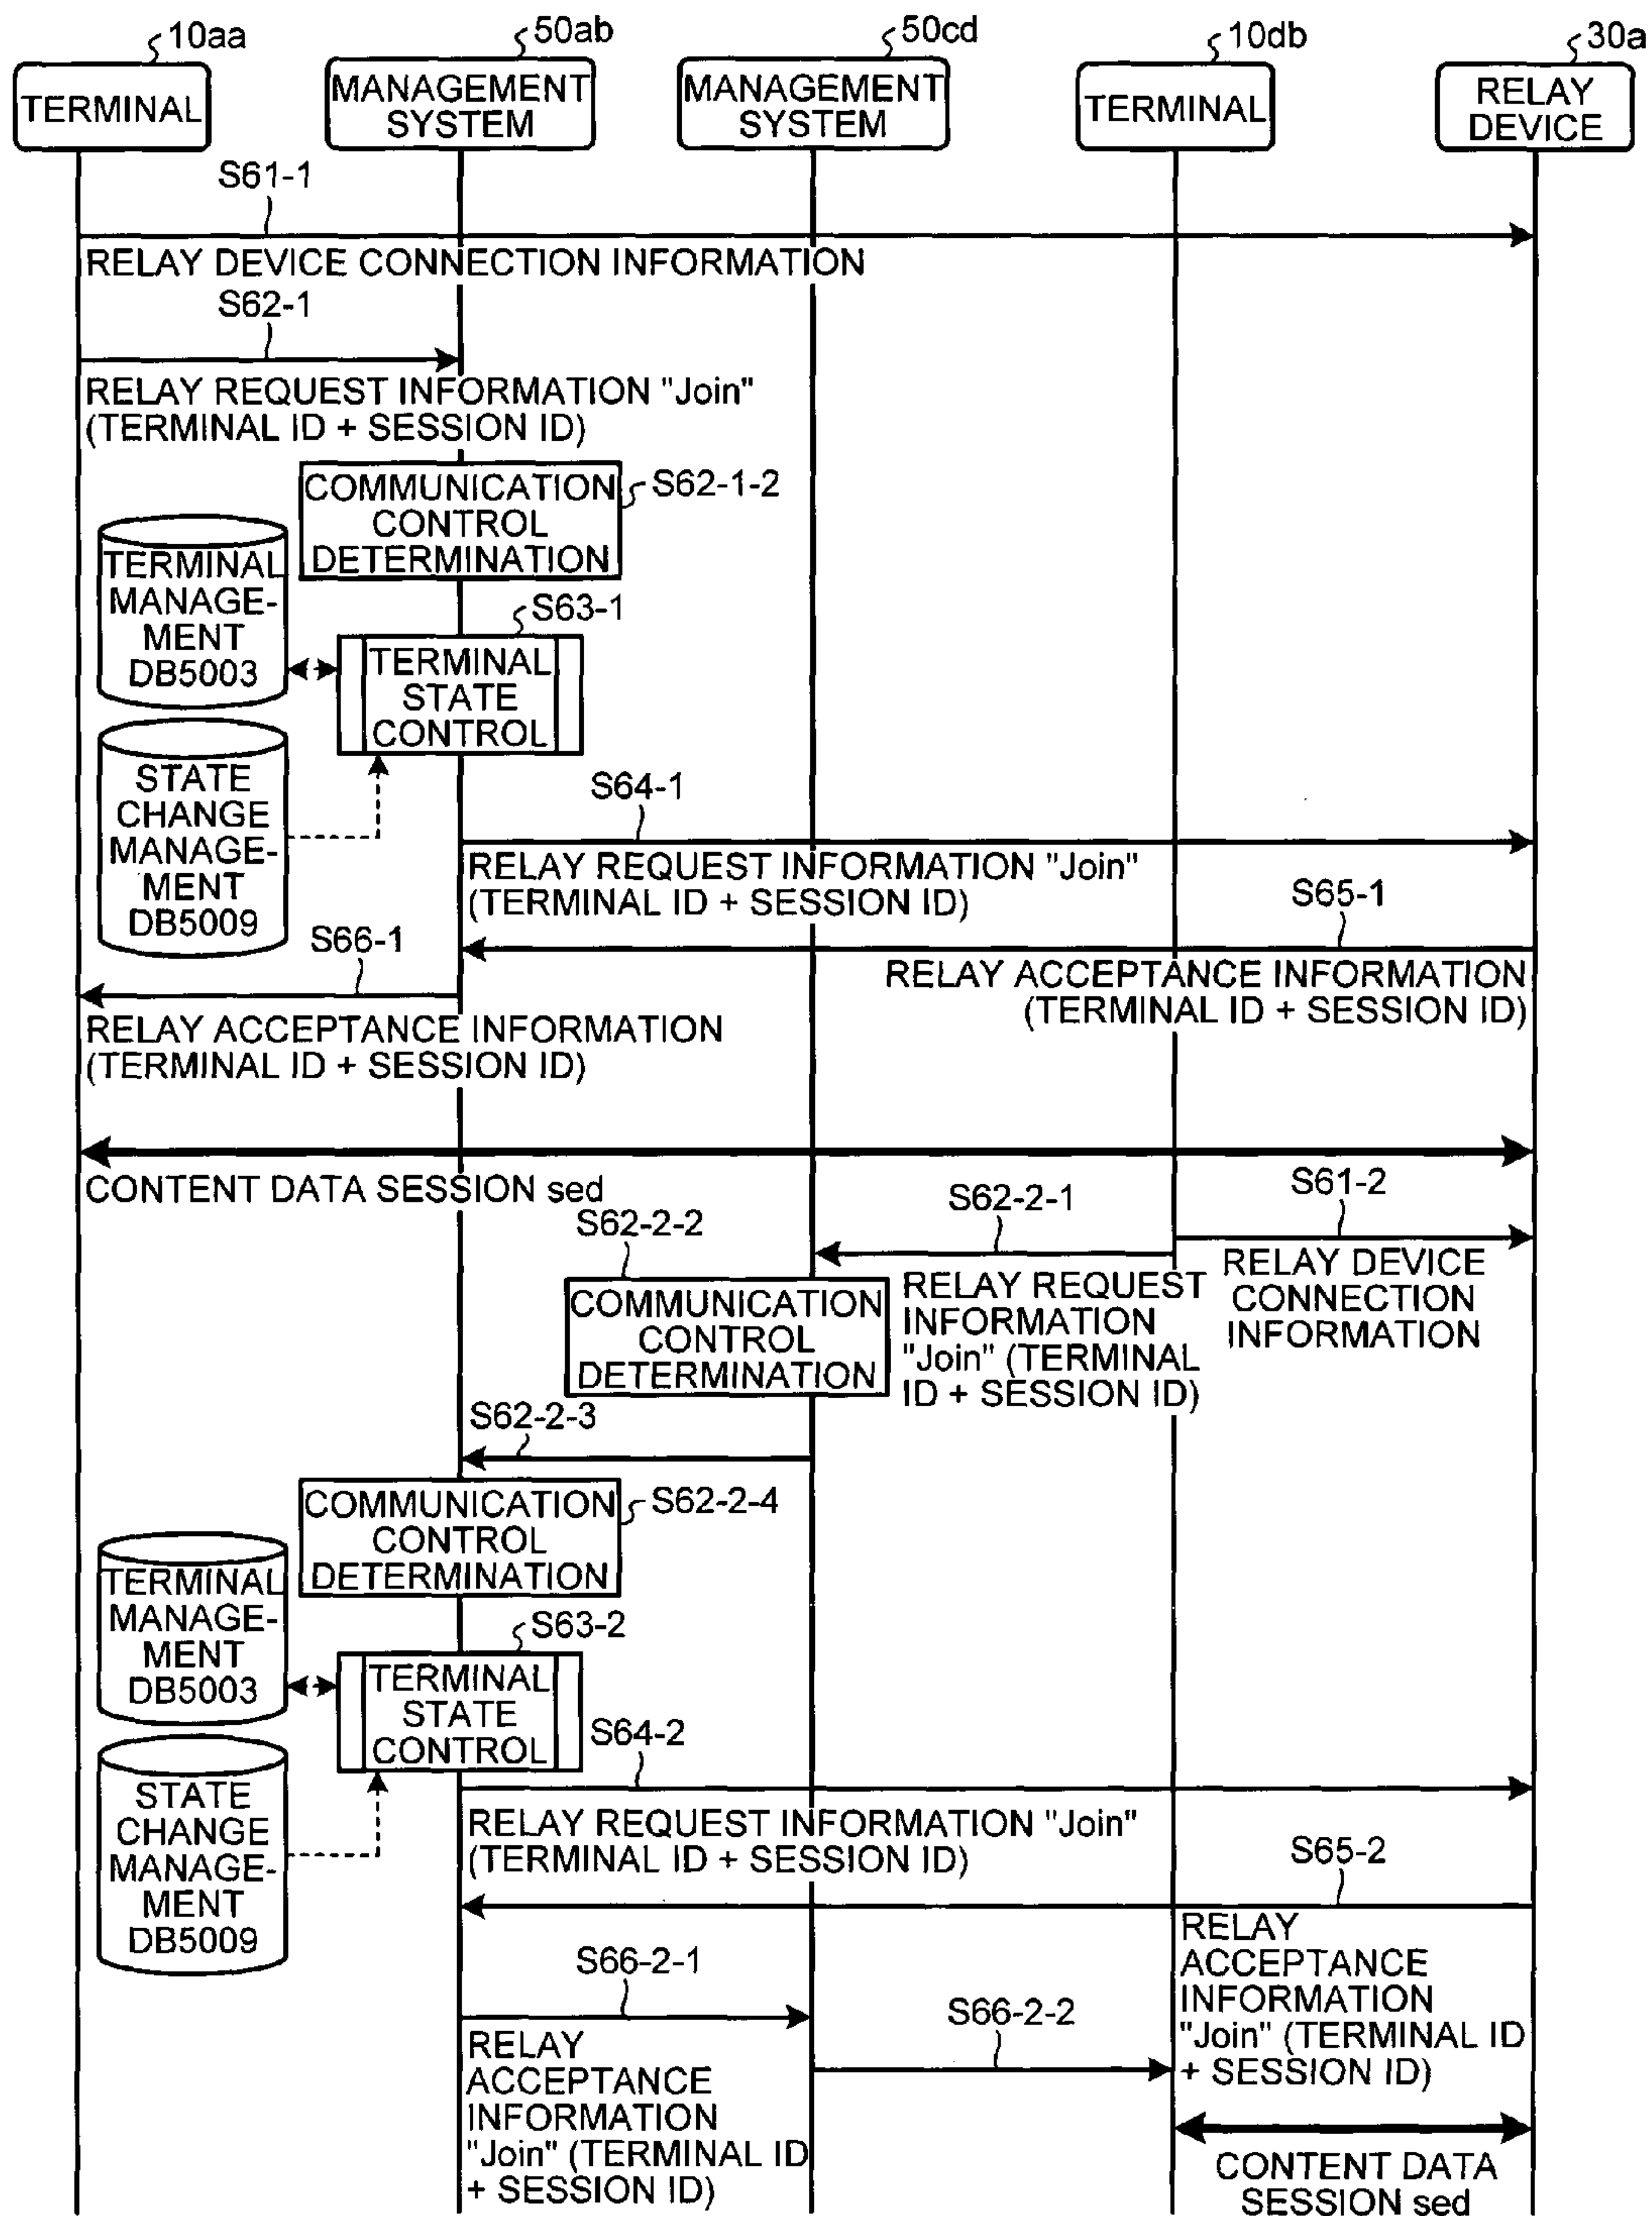 10aa
50ab
50cd
10db
30a
TERMINAL
MANAGEMENT
SYSTEM
MANAGEMENT
SYSTEM
TERMINAL
RELAY
DEVICE
S61-1
RELAY DEVICE CONNECTION INFORMATION
S62-1
RELAY REQUEST INFORMATION "Join"
(TERMINAL ID + SESSION ID)
COMMUNICATION
CONTROL
DETERMINATION
S62-1-2
TERMINAL
MANAGE-
MENT
DB5003
S63-1
TERMINAL
STATE
CONTROL
STATE
CHANGE
MANAGE-
MENT
DB5009
S64-1
RELAY REQUEST INFORMATION "Join"
(TERMINAL ID + SESSION ID)
S65-1
RELAY ACCEPTANCE INFORMATION
(TERMINAL ID + SESSION ID)
S66-1
RELAY ACCEPTANCE INFORMATION
(TERMINAL ID + SESSION ID)
CONTENT DATA SESSION sed
S61-2
RELAY DEVICE
CONNECTION
INFORMATION
S62-2-1
RELAY REQUEST
INFORMATION
"Join" (TERMINAL
ID + SESSION ID)
S62-2-2
COMMUNICATION
CONTROL
DETERMINATION
S62-2-3
COMMUNICATION
CONTROL
DETERMINATION
S62-2-4
TERMINAL
MANAGE-
MENT
DB5003
S63-2
TERMINAL
STATE
CONTROL
STATE
CHANGE
MANAGE-
MENT
DB5009
S64-2
RELAY REQUEST INFORMATION "Join"
(TERMINAL ID + SESSION ID)
S65-2
RELAY
ACCEPTANCE
INFORMATION
"Join" (TERMINAL ID
+ SESSION ID)
S66-2-1
RELAY
ACCEPTANCE
INFORMATION
"Join" (TERMINAL ID
+ SESSION ID)
S66-2-2
CONTENT DATA
SESSION sed